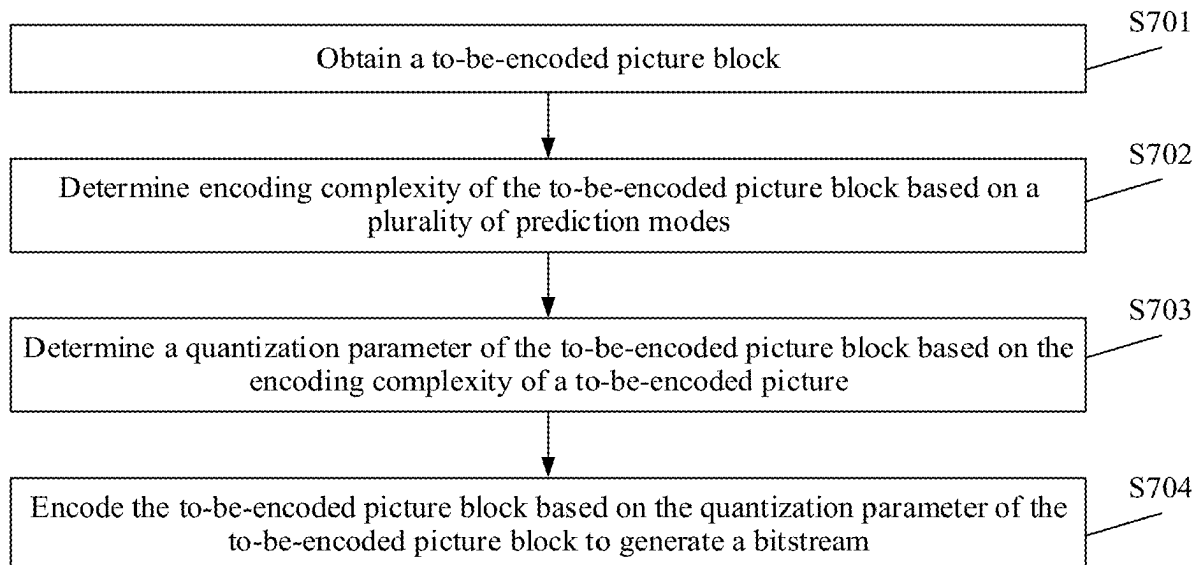 S701
Obtain a to-be-encoded picture block
S702
Determine encoding complexity of the to-be-encoded picture block based on a
plurality of prediction modes
S703
Determine a quantization parameter of the to-be-encoded picture block based on the
encoding complexity of a to-be-encoded picture
S704
Encode the to-be-encoded picture block based on the quantization parameter of the
to-be-encoded picture block to generate a bitstream